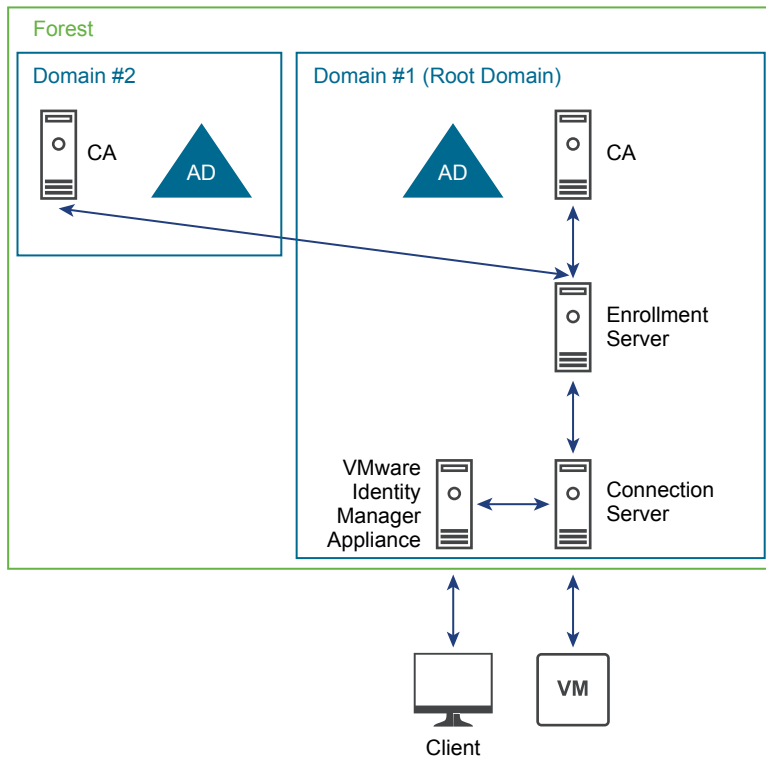 Forest
Domain #2
Domain #1 (Root Domain)
CA
AD
AD
CA
Enrollment
Server
VMware
Identity
Manager
Appliance
Connection
Server
Client
VM